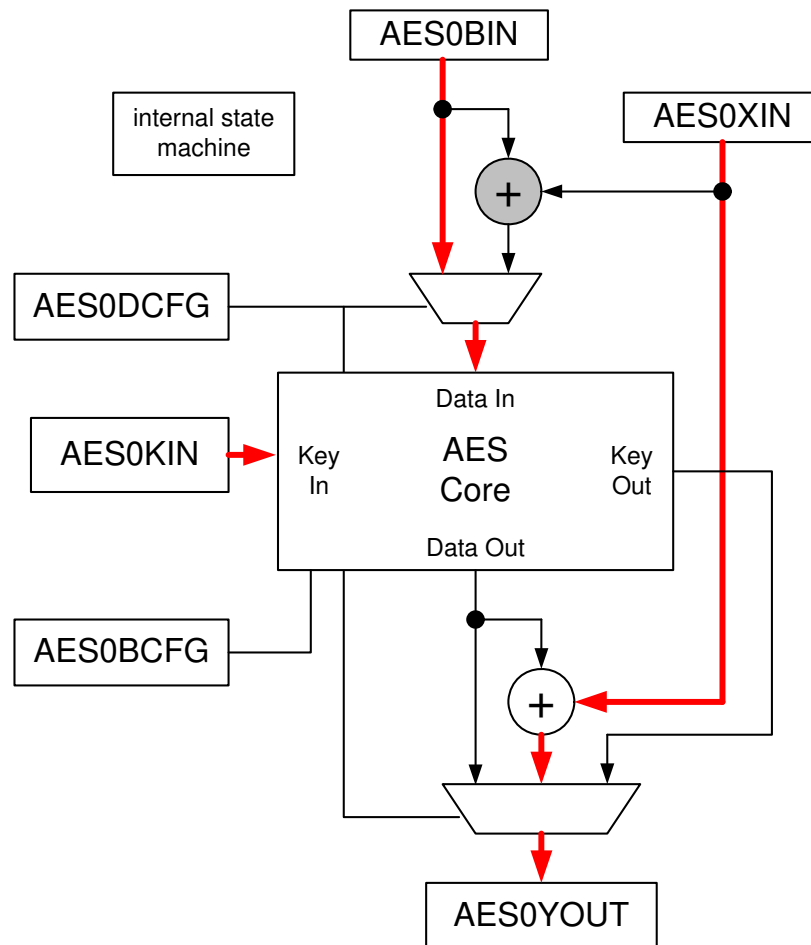 AES0BIN
internal state
machine
AES0XIN
+
AES0DCFG
Data In
AES0KIN
Key
In
AES
Core
Key
Out
Data Out
AES0BCFG
+
AES0YOUT